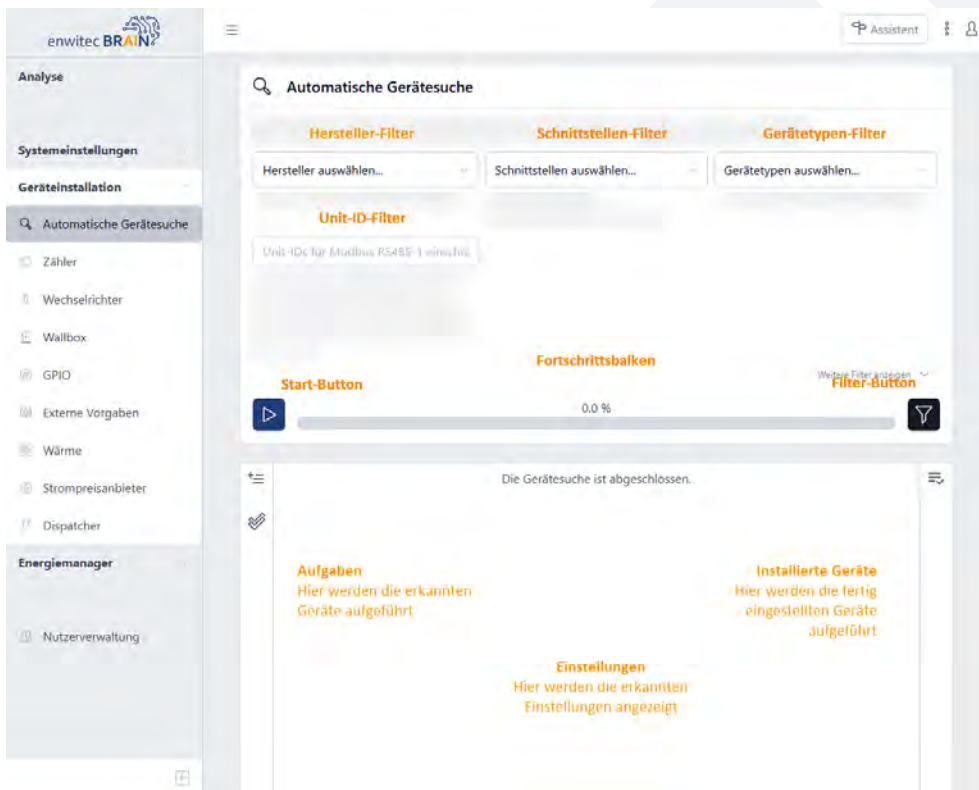 enwitec BRAIN
Assistent
Analyse
Systemeinstellungen
Geräteinstallation
Automatische Gerätesuche
Zähler
Wechselrichter
Wallbox
GPIO
Externe Vorgaben
Wärme
Strompreisanbieter
Dispatcher
Energiemanager
Nutzerverwaltung
Automatische Gerätesuche
Hersteller-Filter
Schnittstellen-Filter
Gerätetypen-Filter
Hersteller auswählen...
Schnittstellen auswählen...
Gerätetypen auswählen...
Unit-ID-Filter
Unit-IDs für Modbus RS485-1
Fortschrittsbalken
Weitere Filter anzeigen
Start-Button
Filter-Button
0.0 %
Die Gerätesuche ist abgeschlossen.
Aufgaben
Hier werden die erkannten
Geräte aufgeführt
Installierte Geräte
Hier werden die fertig
eingestellten Geräte
aufgeführt
Einstellungen
Hier werden die erkannten
Einstellungen angezeigt